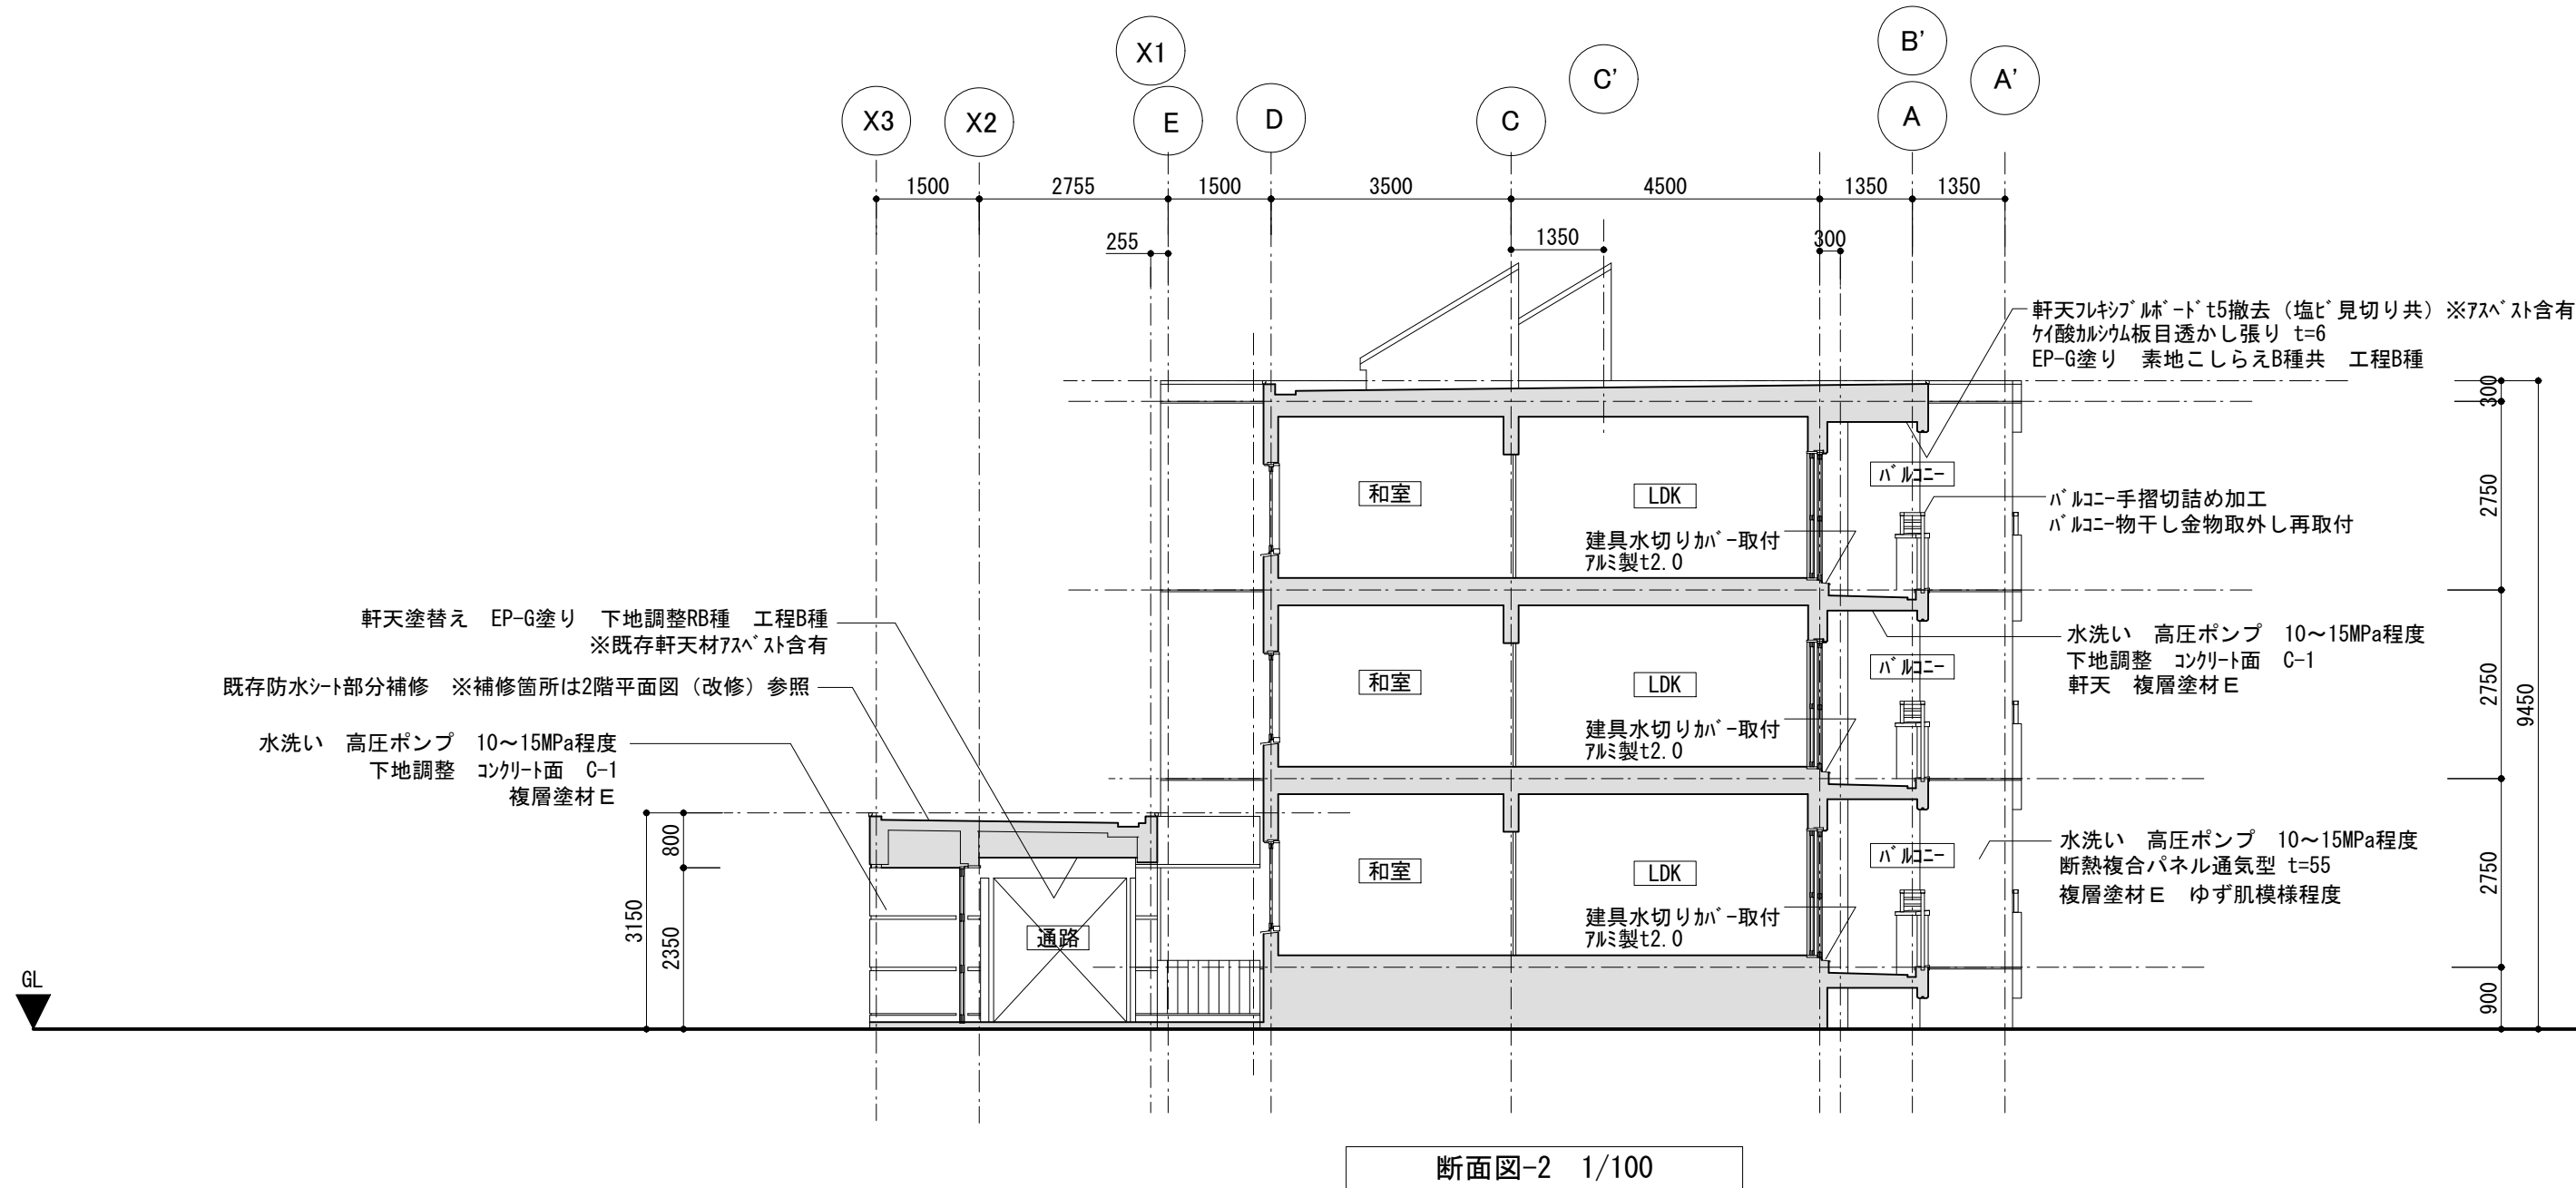 X1
B'
C'
A'
X3
X2
E
D
C
A
1500
2755
1500
3500
4500
1350
1350
255
1350
300
軒天ﾌﾚｷｼﾌﾞﾙﾎﾞｰﾄﾞt5撤去（塩ﾋﾞ見切り共）※ｱｽﾍﾞｽﾄ含有
ｹｲ酸ｶﾙｼｳﾑ板目透かし張り t=6
EP-G塗り　素地こしらえB種共　工程B種
300
和室
LDK
ﾊﾞﾙｺﾆｰ
2750
ﾊﾞﾙｺﾆｰ手摺切詰め加工
ﾊﾞﾙｺﾆｰ物干し金物取外し再取付
建具水切りｶﾊﾞｰ取付
ｱﾙﾐ製t2.0
軒天塗替え　EP-G塗り　下地調整RB種　工程B種
※既存軒天材ｱｽﾍﾞｽﾄ含有
水洗い　高圧ポンプ　10～15MPa程度
下地調整　ｺﾝｸﾘｰﾄ面　C-1
軒天　複層塗材Ｅ
既存防水ｼｰﾄ部分補修　※補修箇所は2階平面図（改修）参照
和室
LDK
ﾊﾞﾙｺﾆｰ
2750
9450
建具水切りｶﾊﾞｰ取付
ｱﾙﾐ製t2.0
水洗い　高圧ポンプ　10～15MPa程度
下地調整　ｺﾝｸﾘｰﾄ面　C-1
複層塗材Ｅ
800
3150
2350
和室
LDK
ﾊﾞﾙｺﾆｰ
水洗い　高圧ポンプ　10～15MPa程度
断熱複合パネル通気型 t=55
複層塗材Ｅ　ゆず肌模様程度
2750
建具水切りｶﾊﾞｰ取付
ｱﾙﾐ製t2.0
通路
GL
900
断面図-2　1/100